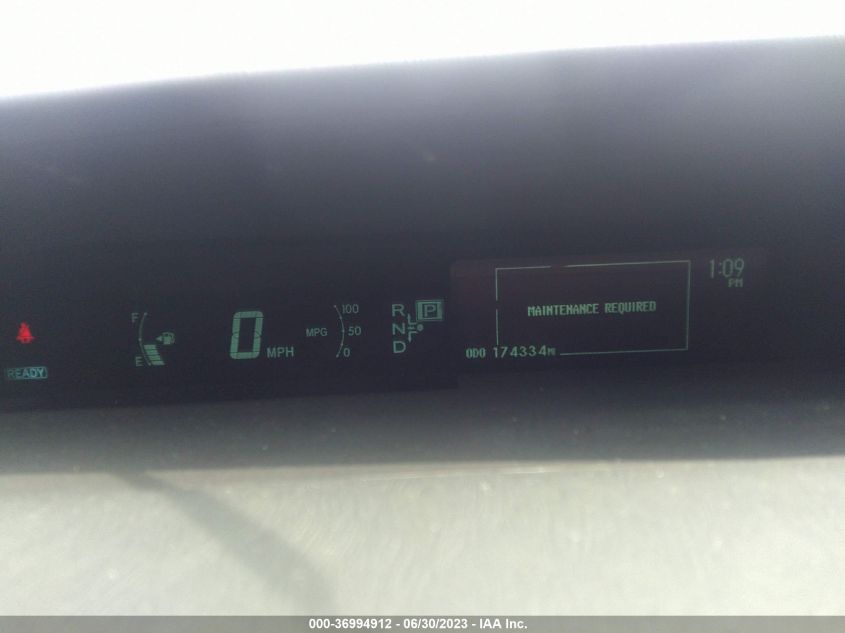 1:09
PM
MAINTENANCE REQUIRED
ODO 174334MI
F
E
0 MPH
MPG
100
50
0
R
N
D
P
READY
000-36994912 - 06/30/2023 - IAA Inc.